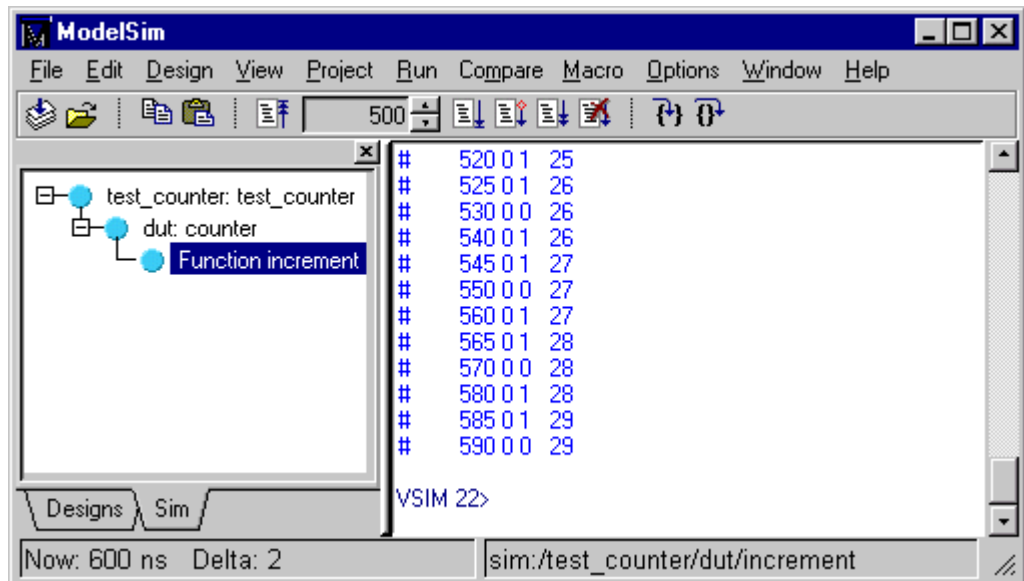 ModelSim
File Edit Design View Project Run Compare Macro Options Window Help
500
test_counter: test_counter
dut: counter
Function increment
Designs Sim
# 520 0 1 25
# 525 0 1 26
# 530 0 0 26
# 540 0 1 26
# 545 0 1 27
# 550 0 0 27
# 560 0 1 27
# 565 0 1 28
# 570 0 0 28
# 580 0 1 28
# 585 0 1 29
# 590 0 0 29
VSIM 22>
Now: 600 ns Delta: 2
sim:/test_counter/dut/increment